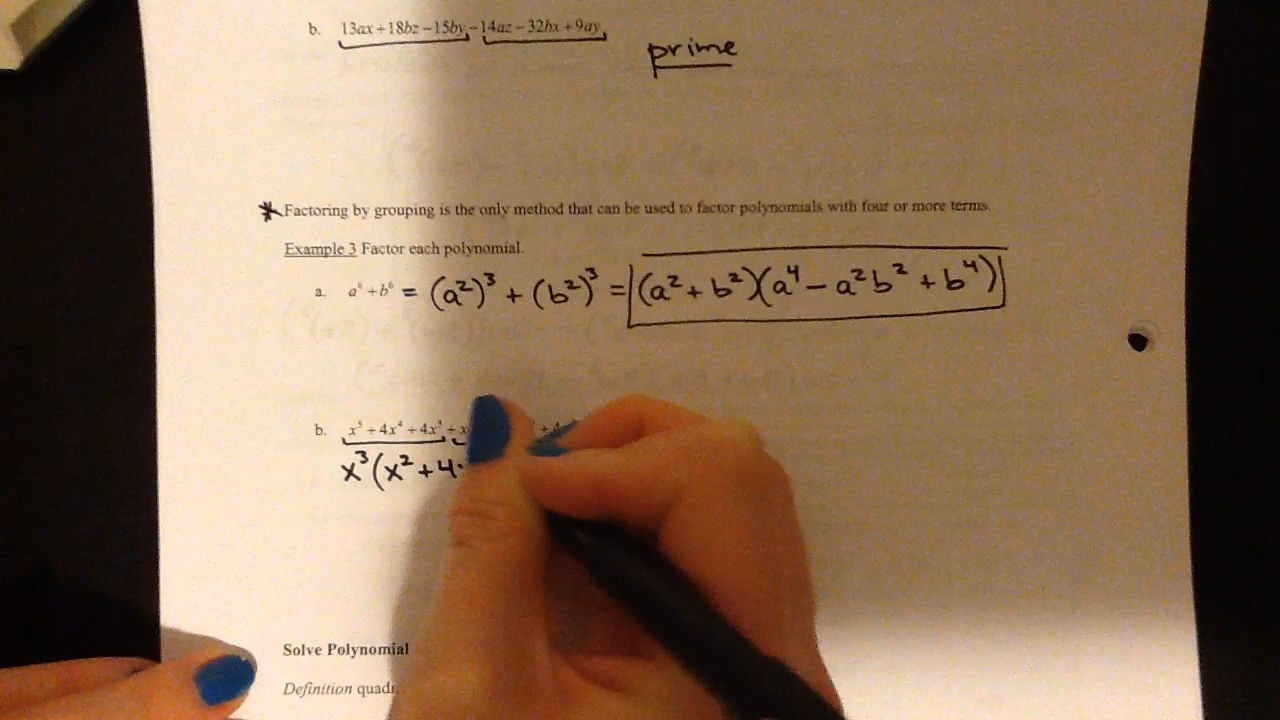 b. 13ax + 18bz − 15by − 14az − 32bx + 9ay
prime
*Factoring by grouping is the only method that can be used to factor polynomials with four or more terms.
Example 3 Factor each polynomial.
a. a⁶ + b⁶ = (a²)³ + (b²)³ = (a² + b²)(a⁴ − a²b² + b⁴)
b. x⁵ + 4x⁴ + 4x³ + x
x³(x² + 4
Solve Polynomial
Definition